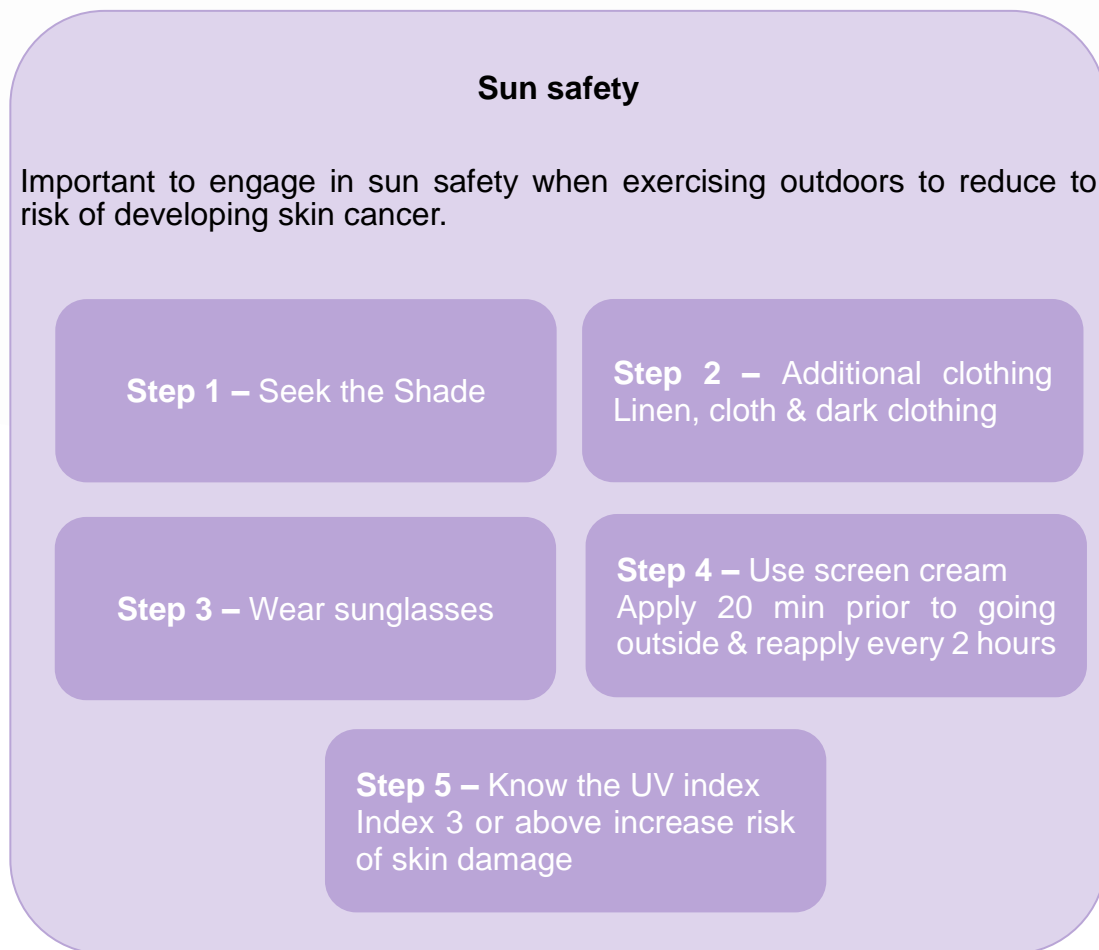 Sun safety
Important to engage in sun safety when exercising outdoors to reduce to
risk of developing skin cancer.
Step 1 – Seek the Shade
Step 2 – Additional clothing
Linen, cloth & dark clothing
Step 3 – Wear sunglasses
Step 4 – Use screen cream
Apply 20 min prior to going
outside & reapply every 2 hours
Step 5 – Know the UV index
Index 3 or above increase risk
of skin damage